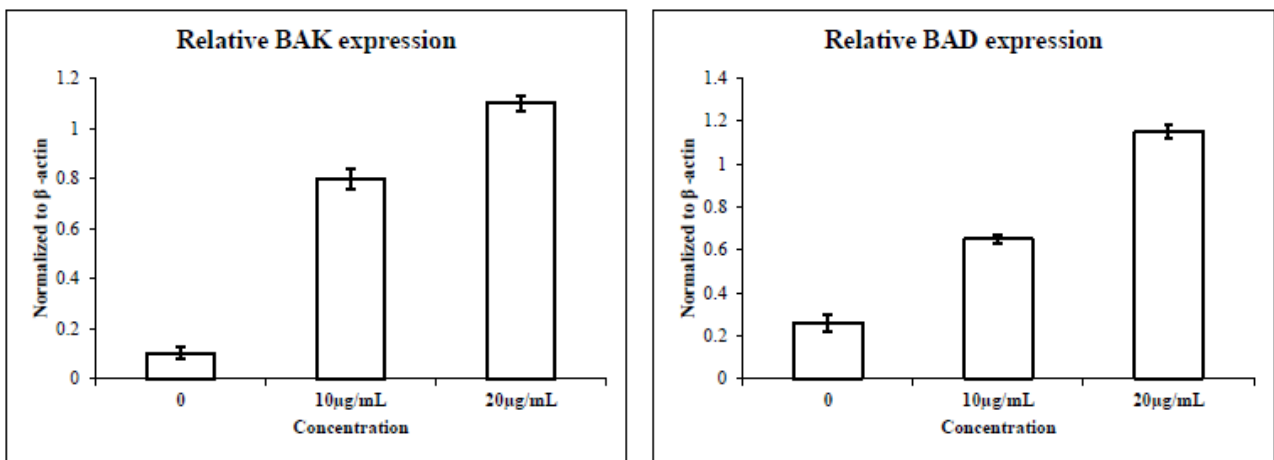 Relative BAK expression
Normalized to β -actin
1.2
1
0.8
0.6
0.4
0.2
0
0 10µg/mL 20µg/mL
Concentration
Relative BAD expression
Normalized to β -actin
1.4
1.2
1
0.8
0.6
0.4
0.2
0
0 10µg/mL 20µg/mL
Concentration